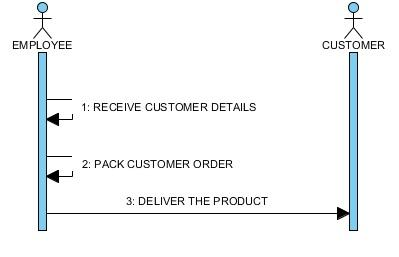 EMPLOYEE
CUSTOMER
1: RECEIVE CUSTOMER DETAILS
2: PACK CUSTOMER ORDER
3: DELIVER THE PRODUCT